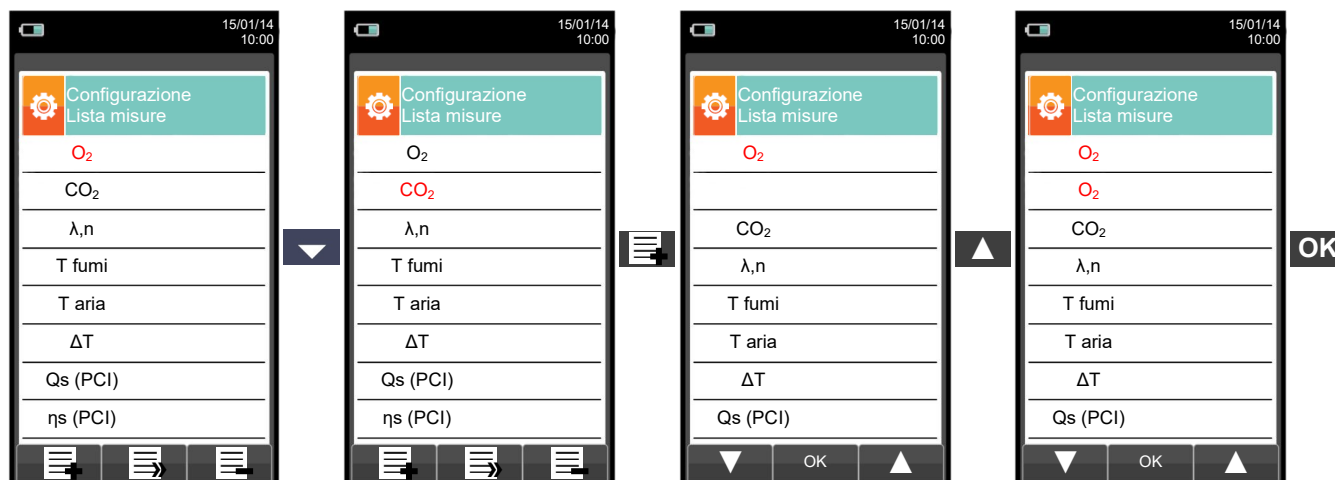 15/01/14
10:00
Configurazione
Lista misure
O₂
CO₂
λ,n
T fumi
T aria
ΔT
Qs (PCI)
ηs (PCI)
15/01/14
10:00
Configurazione
Lista misure
O₂
CO₂
λ,n
T fumi
T aria
ΔT
Qs (PCI)
ηs (PCI)
15/01/14
10:00
Configurazione
Lista misure
O₂
CO₂
λ,n
T fumi
T aria
ΔT
Qs (PCI)
OK
15/01/14
10:00
Configurazione
Lista misure
O₂
O₂
CO₂
λ,n
T fumi
T aria
ΔT
Qs (PCI)
OK
OK